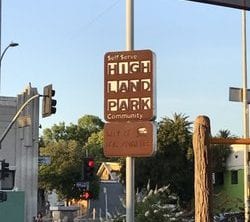 Self Serve
HIGH
LAND
PARK
Community
CITY OF
LOS ANGELES